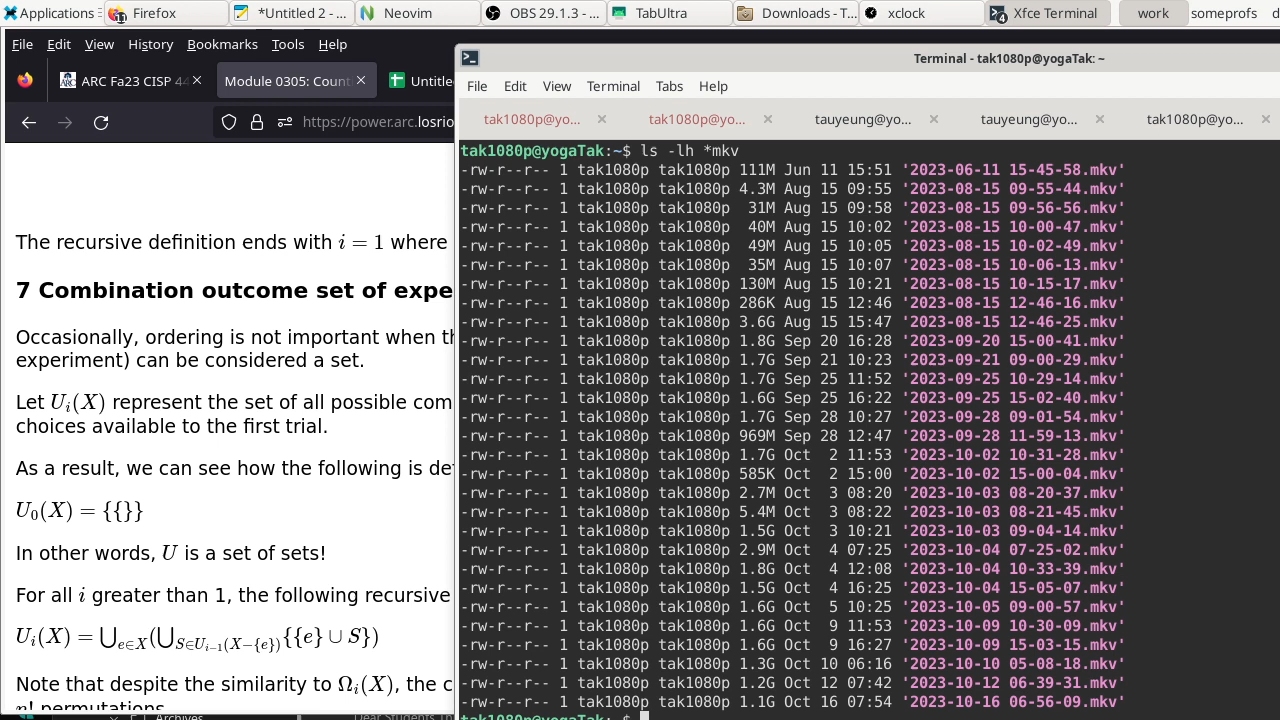 Applications
11 Firefox
*Untitled 2 - ...
Neovim
OBS 29.1.3 - ...
TabUltra
Downloads - T...
xclock
4 Xfce Terminal
work
someprofs
File Edit View History Bookmarks Tools Help
ARC ARC Fa23 CISP 44
Module 0305: Count
Untitle
https://power.arc.losrio
The recursive definition ends with i = 1 where
7 Combination outcome set of expe
Occasionally, ordering is not important when th
experiment) can be considered a set.
Let U_i(X) represent the set of all possible com
choices available to the first trial.
As a result, we can see how the following is de
U_0(X) = {{}}
In other words, U is a set of sets!
For all i greater than 1, the following recursive
U_i(X) = ⋃_{e∈X}(⋃_{S∈U_{i−1}(X−{e})}{{e} ∪ S})
Note that despite the similarity to Ω_i(X), the c
n! permutations
Archives
Dear Students, Th
Terminal - tak1080p@yogaTak: ~
File Edit View Terminal Tabs Help
tak1080p@yo... tak1080p@yo... tauyeung@yo... tauyeung@yo... tak1080p@yo...
tak1080p@yogaTak:~$ ls -lh *mkv
-rw-r--r-- 1 tak1080p tak1080p 111M Jun 11 15:51 '2023-06-11 15-45-58.mkv'
-rw-r--r-- 1 tak1080p tak1080p 4.3M Aug 15 09:55 '2023-08-15 09-55-44.mkv'
-rw-r--r-- 1 tak1080p tak1080p  31M Aug 15 09:58 '2023-08-15 09-56-56.mkv'
-rw-r--r-- 1 tak1080p tak1080p  40M Aug 15 10:02 '2023-08-15 10-00-47.mkv'
-rw-r--r-- 1 tak1080p tak1080p  49M Aug 15 10:05 '2023-08-15 10-02-49.mkv'
-rw-r--r-- 1 tak1080p tak1080p  35M Aug 15 10:07 '2023-08-15 10-06-13.mkv'
-rw-r--r-- 1 tak1080p tak1080p 130M Aug 15 10:21 '2023-08-15 10-15-17.mkv'
-rw-r--r-- 1 tak1080p tak1080p 286K Aug 15 12:46 '2023-08-15 12-46-16.mkv'
-rw-r--r-- 1 tak1080p tak1080p 3.6G Aug 15 15:47 '2023-08-15 12-46-25.mkv'
-rw-r--r-- 1 tak1080p tak1080p 1.8G Sep 20 16:28 '2023-09-20 15-00-41.mkv'
-rw-r--r-- 1 tak1080p tak1080p 1.7G Sep 21 10:23 '2023-09-21 09-00-29.mkv'
-rw-r--r-- 1 tak1080p tak1080p 1.7G Sep 25 11:52 '2023-09-25 10-29-14.mkv'
-rw-r--r-- 1 tak1080p tak1080p 1.6G Sep 25 16:22 '2023-09-25 15-02-40.mkv'
-rw-r--r-- 1 tak1080p tak1080p 1.7G Sep 28 10:27 '2023-09-28 09-01-54.mkv'
-rw-r--r-- 1 tak1080p tak1080p 969M Sep 28 12:47 '2023-09-28 11-59-13.mkv'
-rw-r--r-- 1 tak1080p tak1080p 1.7G Oct  2 11:53 '2023-10-02 10-31-28.mkv'
-rw-r--r-- 1 tak1080p tak1080p 585K Oct  2 15:00 '2023-10-02 15-00-04.mkv'
-rw-r--r-- 1 tak1080p tak1080p 2.7M Oct  3 08:20 '2023-10-03 08-20-37.mkv'
-rw-r--r-- 1 tak1080p tak1080p 5.4M Oct  3 08:22 '2023-10-03 08-21-45.mkv'
-rw-r--r-- 1 tak1080p tak1080p 1.5G Oct  3 10:21 '2023-10-03 09-04-14.mkv'
-rw-r--r-- 1 tak1080p tak1080p 2.9M Oct  4 07:25 '2023-10-04 07-25-02.mkv'
-rw-r--r-- 1 tak1080p tak1080p 1.8G Oct  4 12:08 '2023-10-04 10-33-39.mkv'
-rw-r--r-- 1 tak1080p tak1080p 1.5G Oct  4 16:25 '2023-10-04 15-05-07.mkv'
-rw-r--r-- 1 tak1080p tak1080p 1.6G Oct  5 10:25 '2023-10-05 09-00-57.mkv'
-rw-r--r-- 1 tak1080p tak1080p 1.6G Oct  9 11:53 '2023-10-09 10-30-09.mkv'
-rw-r--r-- 1 tak1080p tak1080p 1.6G Oct  9 16:27 '2023-10-09 15-03-15.mkv'
-rw-r--r-- 1 tak1080p tak1080p 1.3G Oct 10 06:16 '2023-10-10 05-08-18.mkv'
-rw-r--r-- 1 tak1080p tak1080p 1.2G Oct 12 07:42 '2023-10-12 06-39-31.mkv'
-rw-r--r-- 1 tak1080p tak1080p 1.1G Oct 16 07:54 '2023-10-16 06-56-09.mkv'
tak1080p@yogaTak:~$